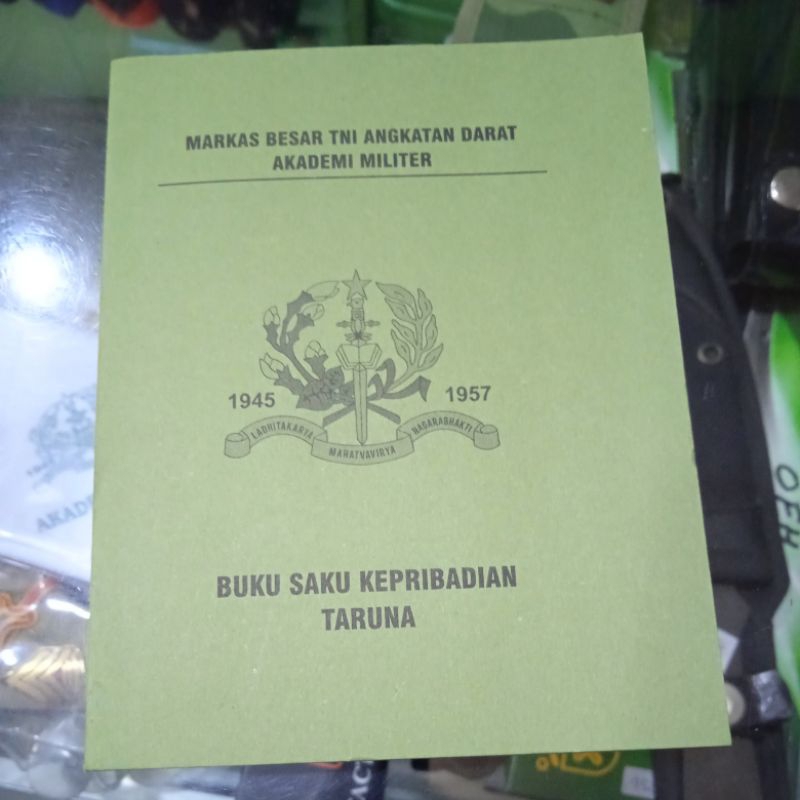 MARKAS BESAR TNI ANGKATAN DARAT
AKADEMI MILITER
1945
1957
LADHITAKARYA
MAHATVAVIRYA
NAGARABHAKTI
BUKU SAKU KEPRIBADIAN
TARUNA